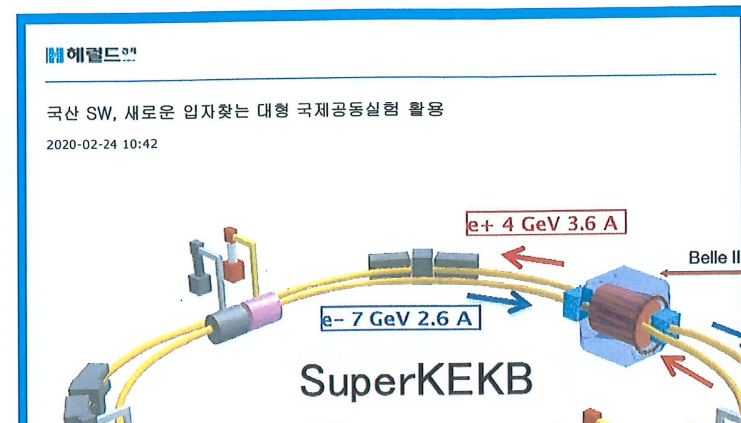 헤럴드경제
국산 SW, 새로운 입자찾는 대형 국제공동실험 활용
2020-02-24 10:42
e+ 4 GeV 3.6 A
Belle II
e- 7 GeV 2.6 A
SuperKEKB